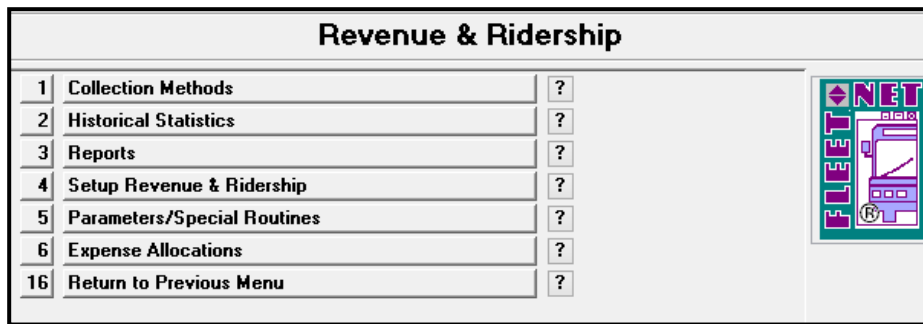 Revenue & Ridership
1 Collection Methods ?
2 Historical Statistics ?
3 Reports ?
4 Setup Revenue & Ridership ?
5 Parameters/Special Routines ?
6 Expense Allocations ?
16 Return to Previous Menu ?
NET
FLEET
®